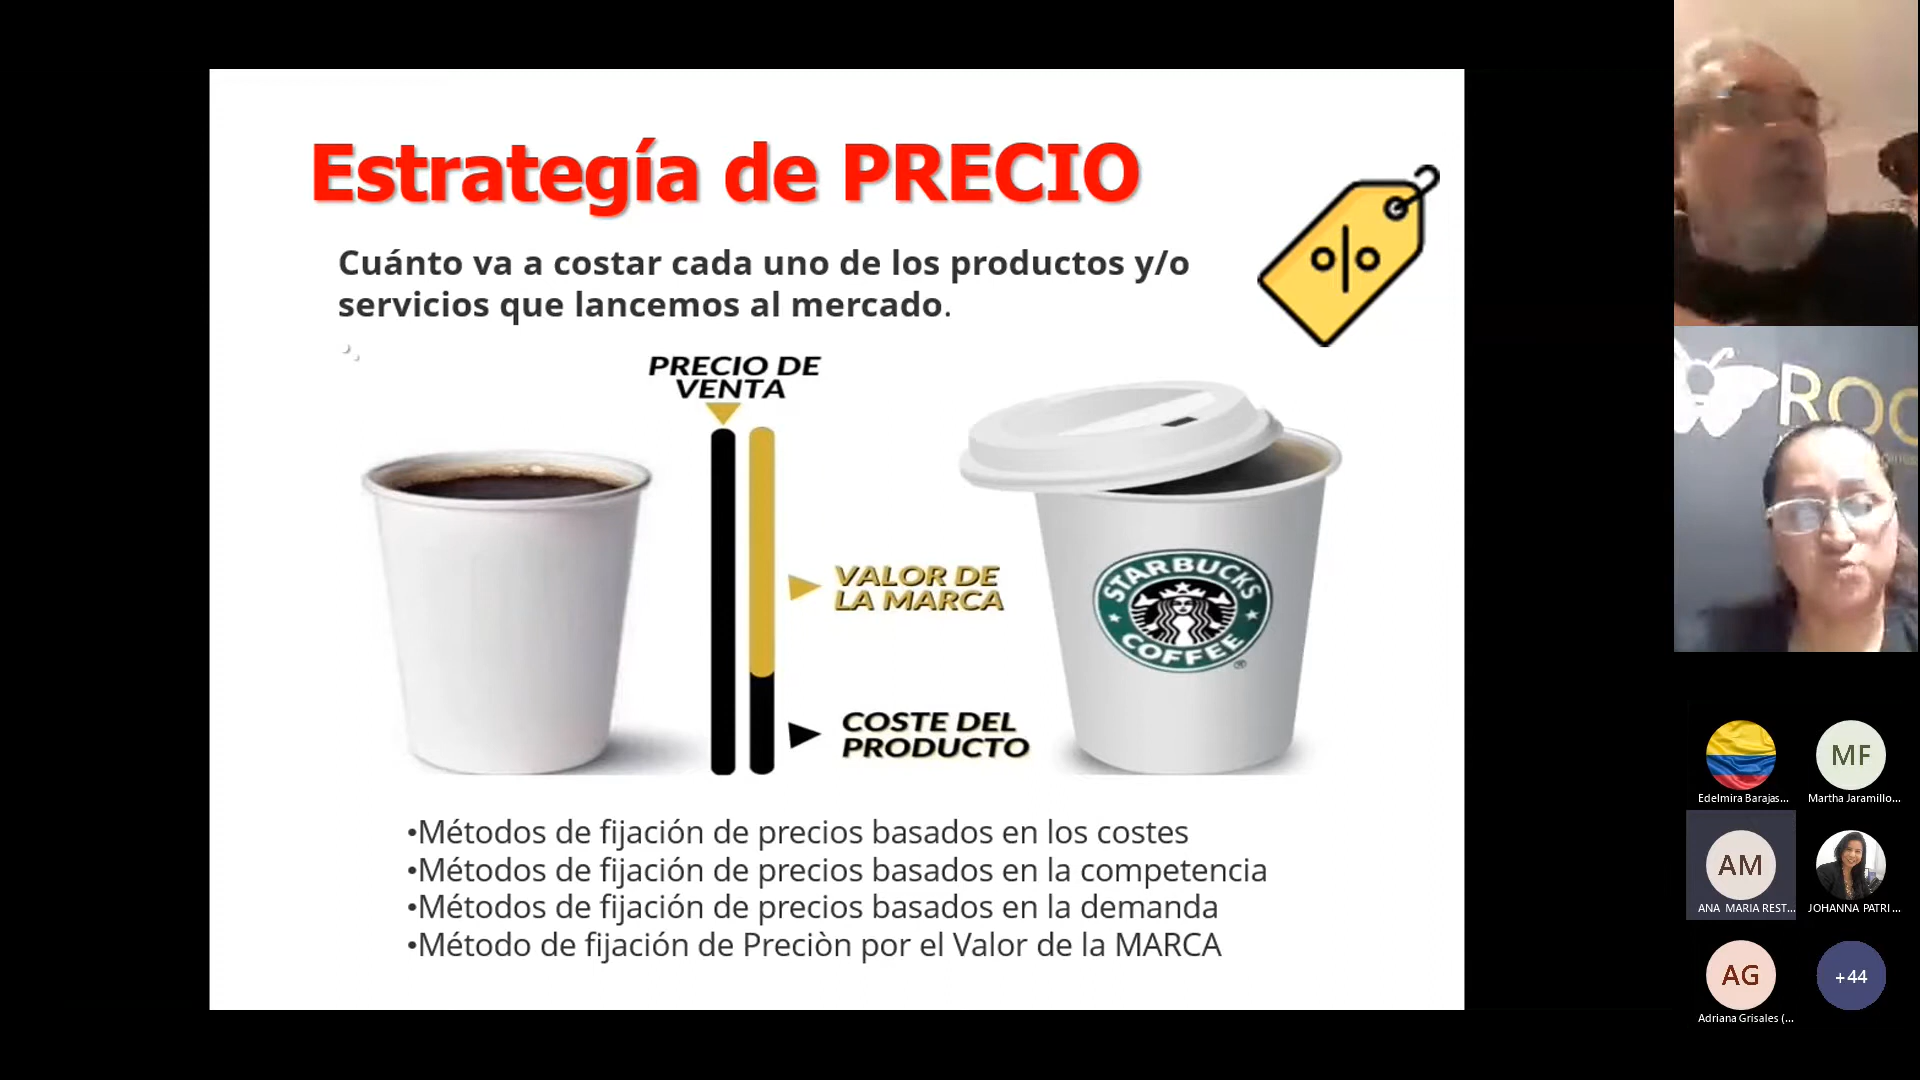 Estrategía de PRECIO
Cuánto va a costar cada uno de los productos y/o
servicios que lancemos al mercado.
PRECIO DE
VENTA
VALOR DE
LA MARCA
COSTE DEL
PRODUCTO
STARBUCKS
COFFEE
®
•Métodos de fijación de precios basados en los costes
•Métodos de fijación de precios basados en la competencia
•Métodos de fijación de precios basados en la demanda
•Método de fijación de Preciòn por el Valor de la MARCA
ROC
Edelmira Barajas...
MF
Martha Jaramillo...
AM
ANA MARIA REST...
JOHANNA PATRI...
AG
Adriana Grisales (...
+44